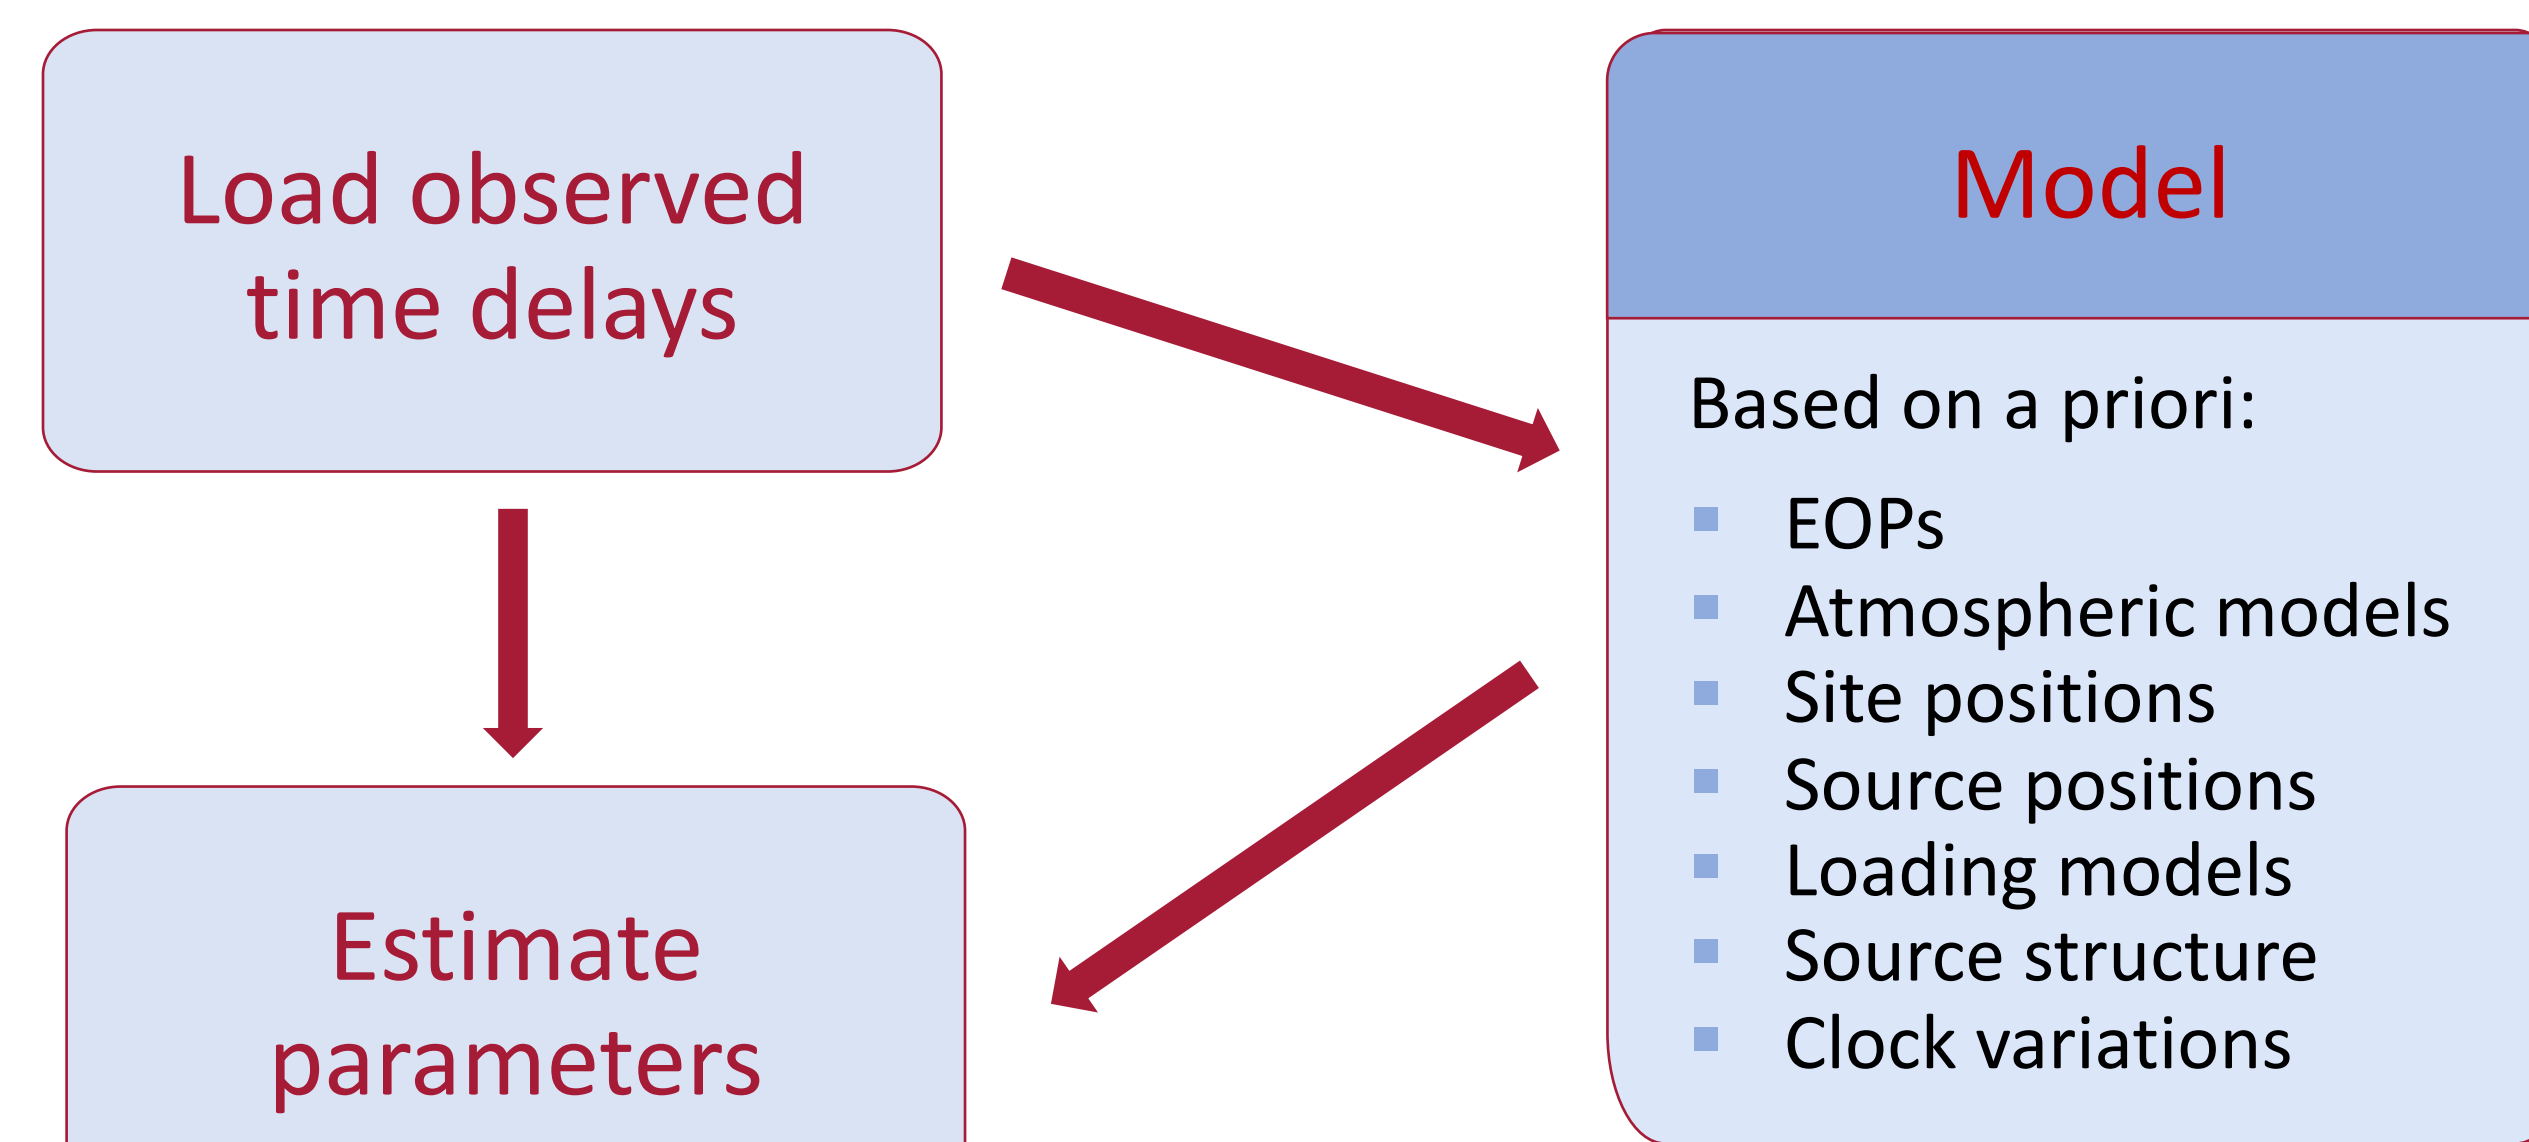 Load observed
time delays
Model
Based on a priori:
EOPs
Atmospheric models
Site positions
Source positions
Loading models
Source structure
Clock variations
Estimate
parameters